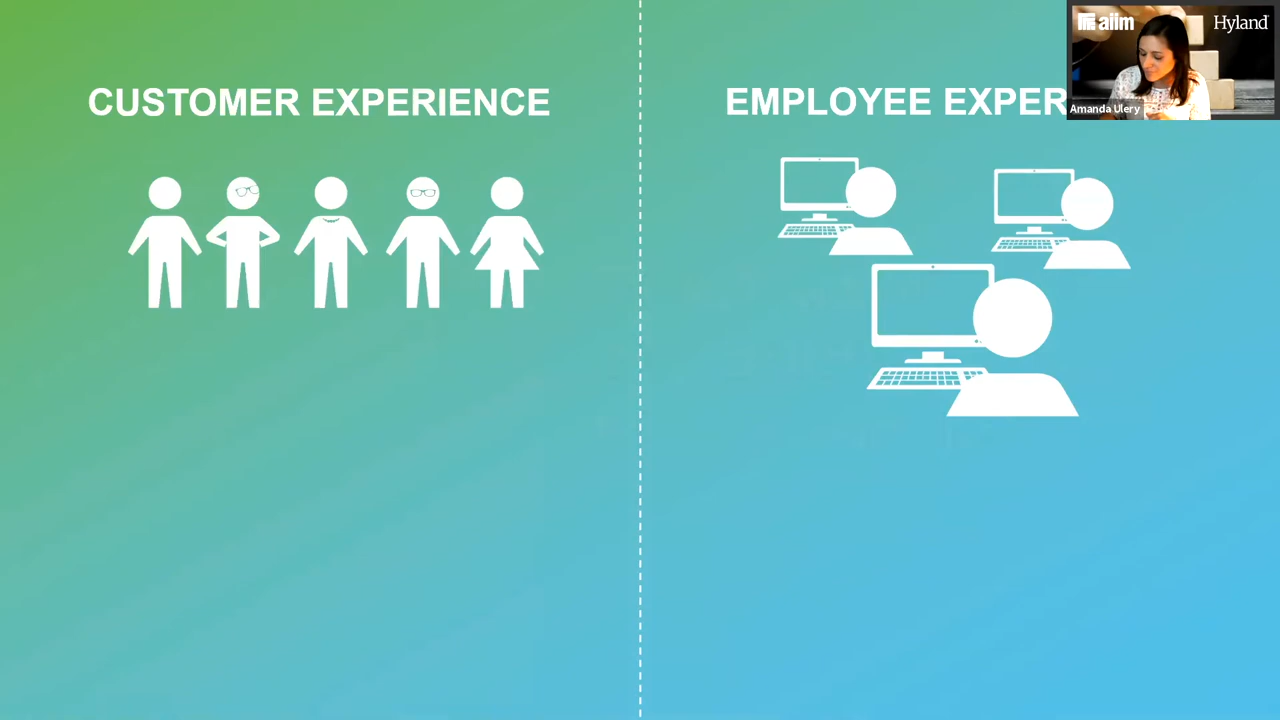 CUSTOMER EXPERIENCE
EMPLOYEE EXPER
aiim
Hyland
Amanda Ulery